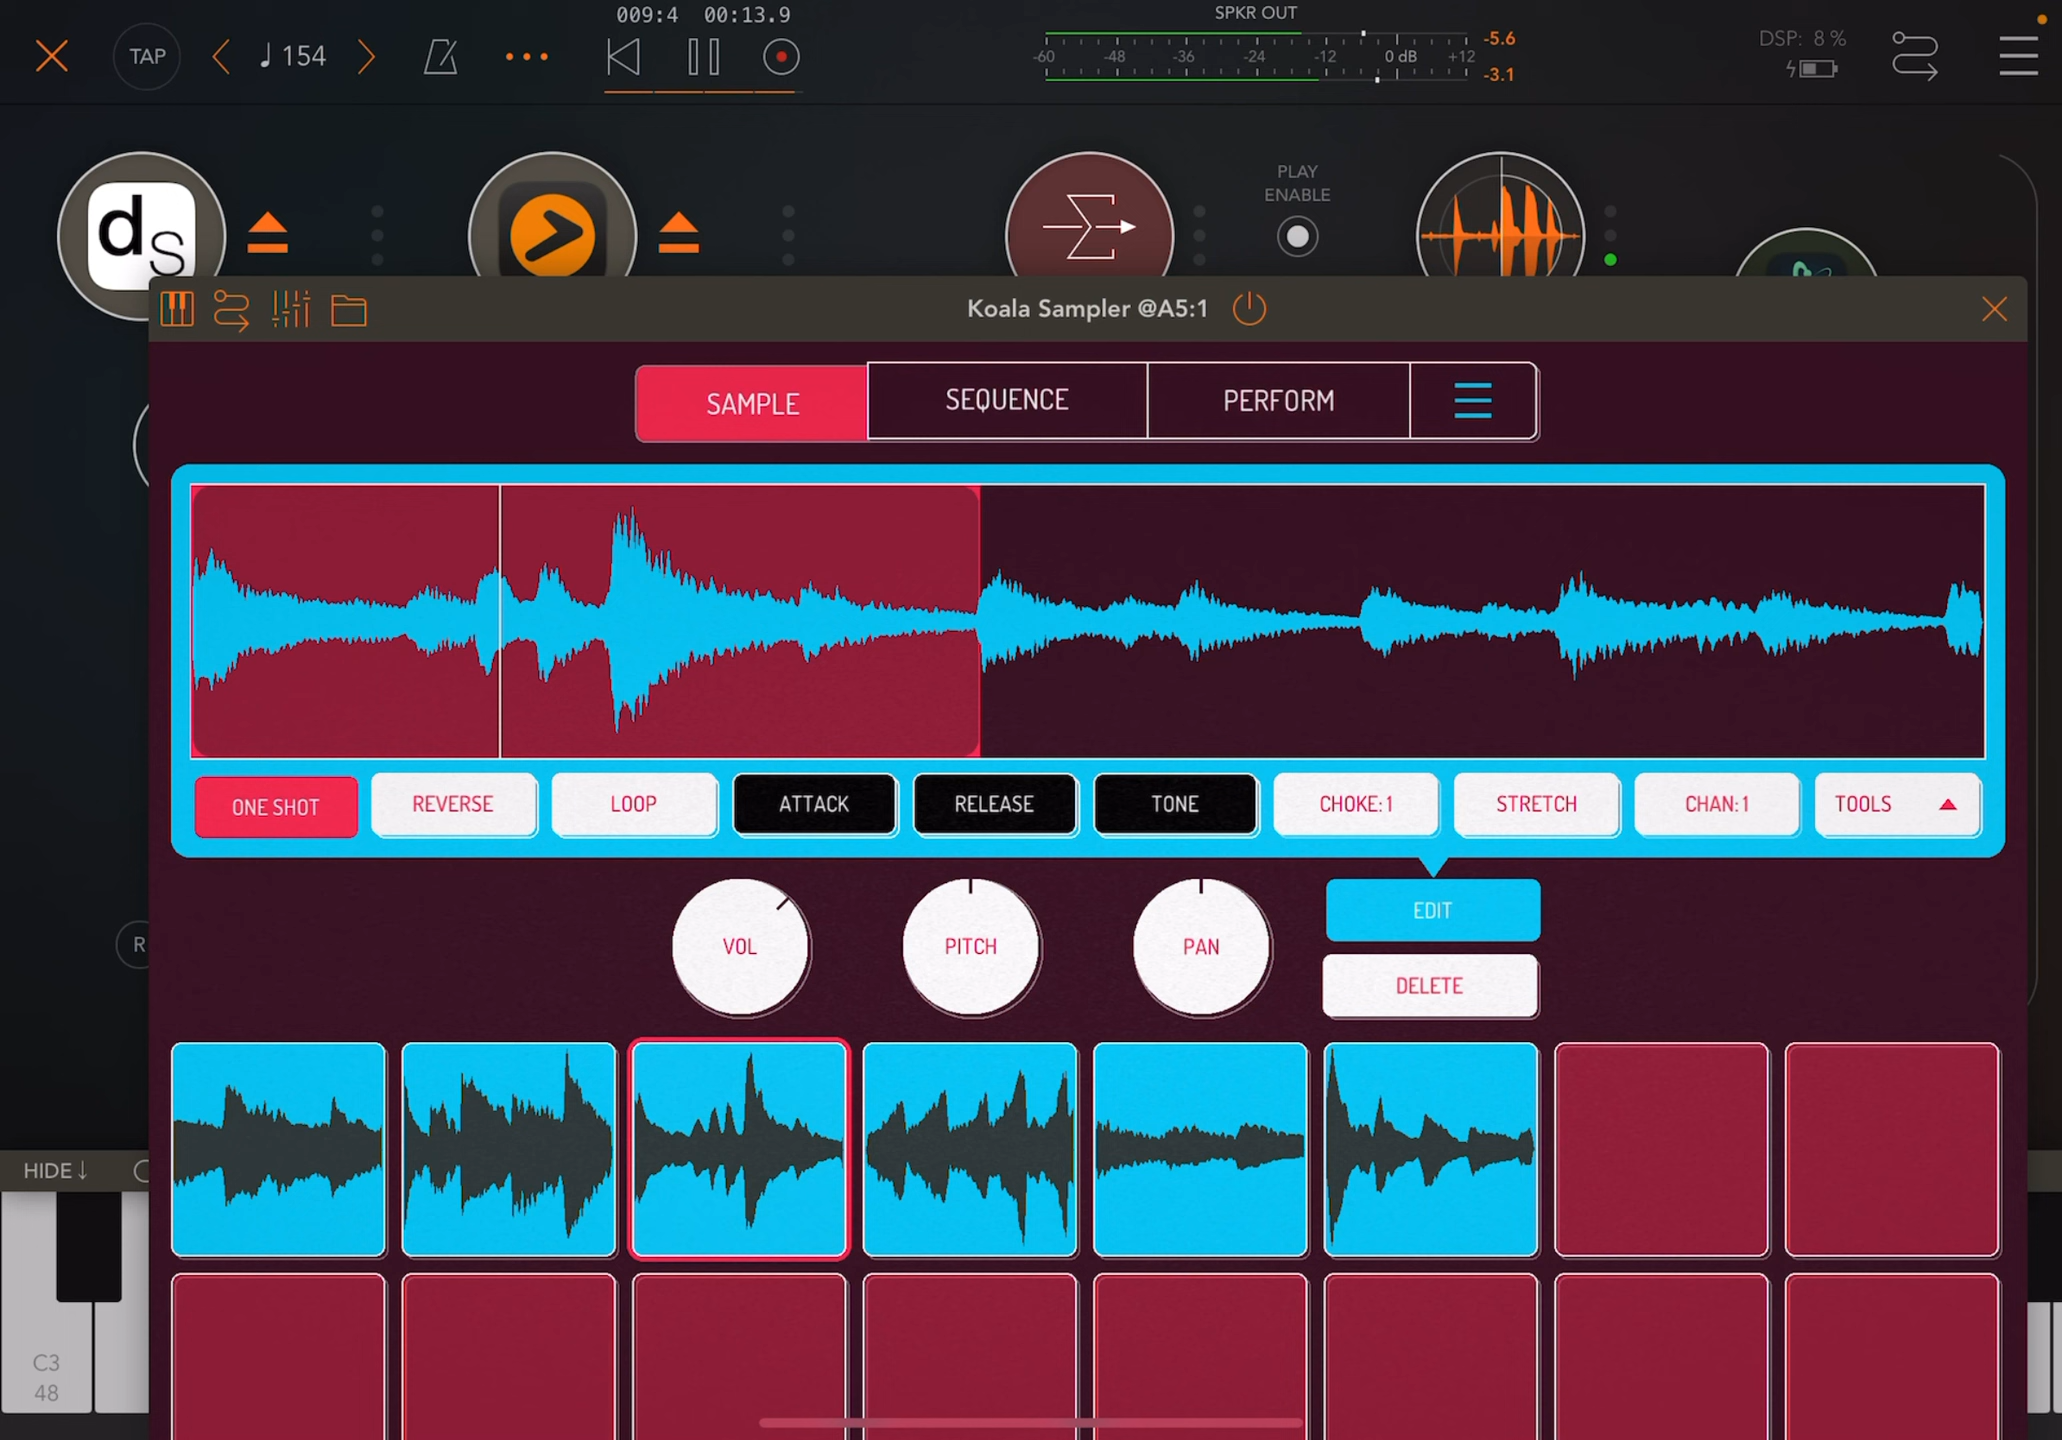 009:4 00:13.9
SPKR OUT
TAP
154
-60 -48 -36 -24 -12 0 dB +12
-5.6
-3.1
DSP: 8 %
dS
PLAY
ENABLE
Koala Sampler @A5:1
SAMPLE
SEQUENCE
PERFORM
ONE SHOT
REVERSE
LOOP
ATTACK
RELEASE
TONE
CHOKE:1
STRETCH
CHAN:1
TOOLS
VOL
PITCH
PAN
EDIT
DELETE
R
HIDE↓
C3
48